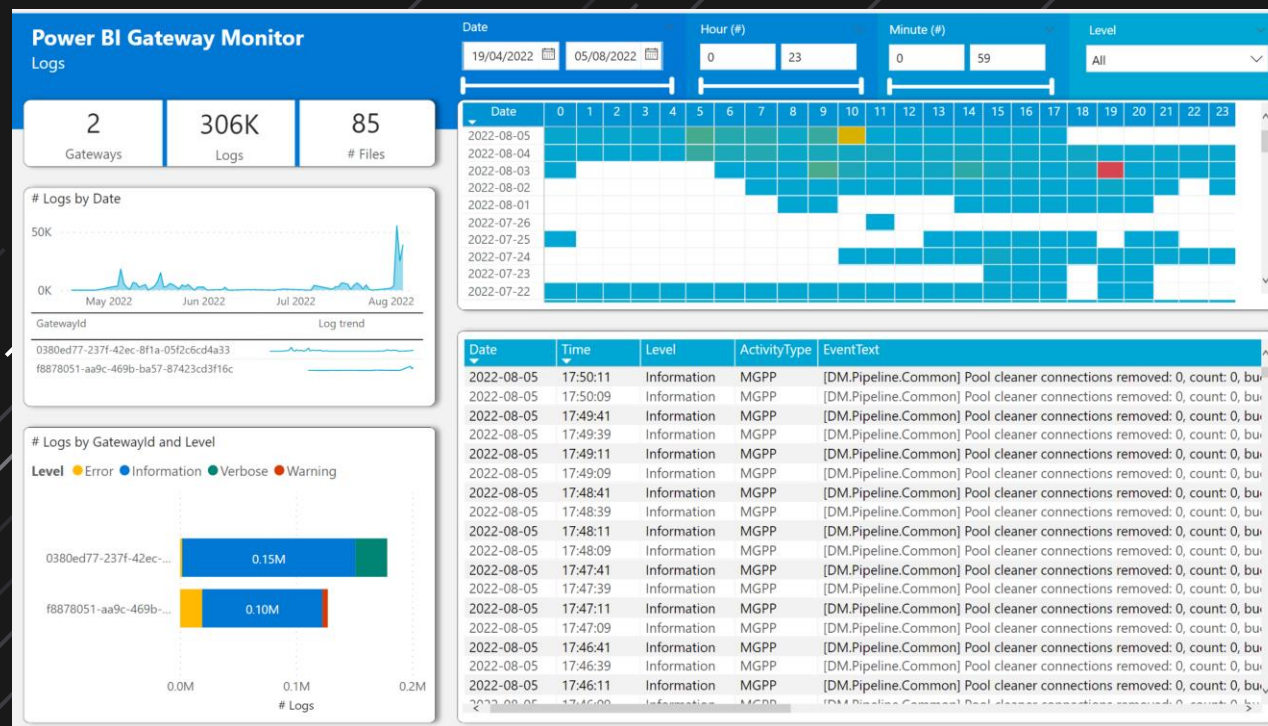 Power BI Gateway Monitor
Logs
Date
19/04/2022 05/08/2022
Hour (#)
0 23
Minute (#)
0 59
Level
All
2
Gateways
306K
Logs
85
# Files
# Logs by Date
50K
0K
May 2022 Jun 2022 Jul 2022 Aug 2022
GatewayId Log trend
0380ed77-237f-42ec-8f1a-05f2c6cd4a33
f8878051-aa9c-469b-ba57-87423cd3f16c
# Logs by GatewayId and Level
Level Error Information Verbose Warning
0380ed77-237f-42ec-... 0.15M
f8878051-aa9c-469b-... 0.10M
0.0M 0.1M 0.2M
# Logs
Date 0 1 2 3 4 5 6 7 8 9 10 11 12 13 14 15 16 17 18 19 20 21 22 23
2022-08-05
2022-08-04
2022-08-03
2022-08-02
2022-08-01
2022-07-26
2022-07-25
2022-07-24
2022-07-23
2022-07-22
Date Time Level ActivityType EventText
2022-08-05 17:50:11 Information MGPP [DM.Pipeline.Common] Pool cleaner connections removed: 0, count: 0, bu
2022-08-05 17:50:09 Information MGPP [DM.Pipeline.Common] Pool cleaner connections removed: 0, count: 0, bu
2022-08-05 17:49:41 Information MGPP [DM.Pipeline.Common] Pool cleaner connections removed: 0, count: 0, bu
2022-08-05 17:49:39 Information MGPP [DM.Pipeline.Common] Pool cleaner connections removed: 0, count: 0, bu
2022-08-05 17:49:11 Information MGPP [DM.Pipeline.Common] Pool cleaner connections removed: 0, count: 0, bu
2022-08-05 17:49:09 Information MGPP [DM.Pipeline.Common] Pool cleaner connections removed: 0, count: 0, bu
2022-08-05 17:48:41 Information MGPP [DM.Pipeline.Common] Pool cleaner connections removed: 0, count: 0, bu
2022-08-05 17:48:39 Information MGPP [DM.Pipeline.Common] Pool cleaner connections removed: 0, count: 0, bu
2022-08-05 17:48:11 Information MGPP [DM.Pipeline.Common] Pool cleaner connections removed: 0, count: 0, bu
2022-08-05 17:48:09 Information MGPP [DM.Pipeline.Common] Pool cleaner connections removed: 0, count: 0, bu
2022-08-05 17:47:41 Information MGPP [DM.Pipeline.Common] Pool cleaner connections removed: 0, count: 0, bu
2022-08-05 17:47:39 Information MGPP [DM.Pipeline.Common] Pool cleaner connections removed: 0, count: 0, bu
2022-08-05 17:47:11 Information MGPP [DM.Pipeline.Common] Pool cleaner connections removed: 0, count: 0, bu
2022-08-05 17:47:09 Information MGPP [DM.Pipeline.Common] Pool cleaner connections removed: 0, count: 0, bu
2022-08-05 17:46:41 Information MGPP [DM.Pipeline.Common] Pool cleaner connections removed: 0, count: 0, bu
2022-08-05 17:46:39 Information MGPP [DM.Pipeline.Common] Pool cleaner connections removed: 0, count: 0, bu
2022-08-05 17:46:11 Information MGPP [DM.Pipeline.Common] Pool cleaner connections removed: 0, count: 0, bu